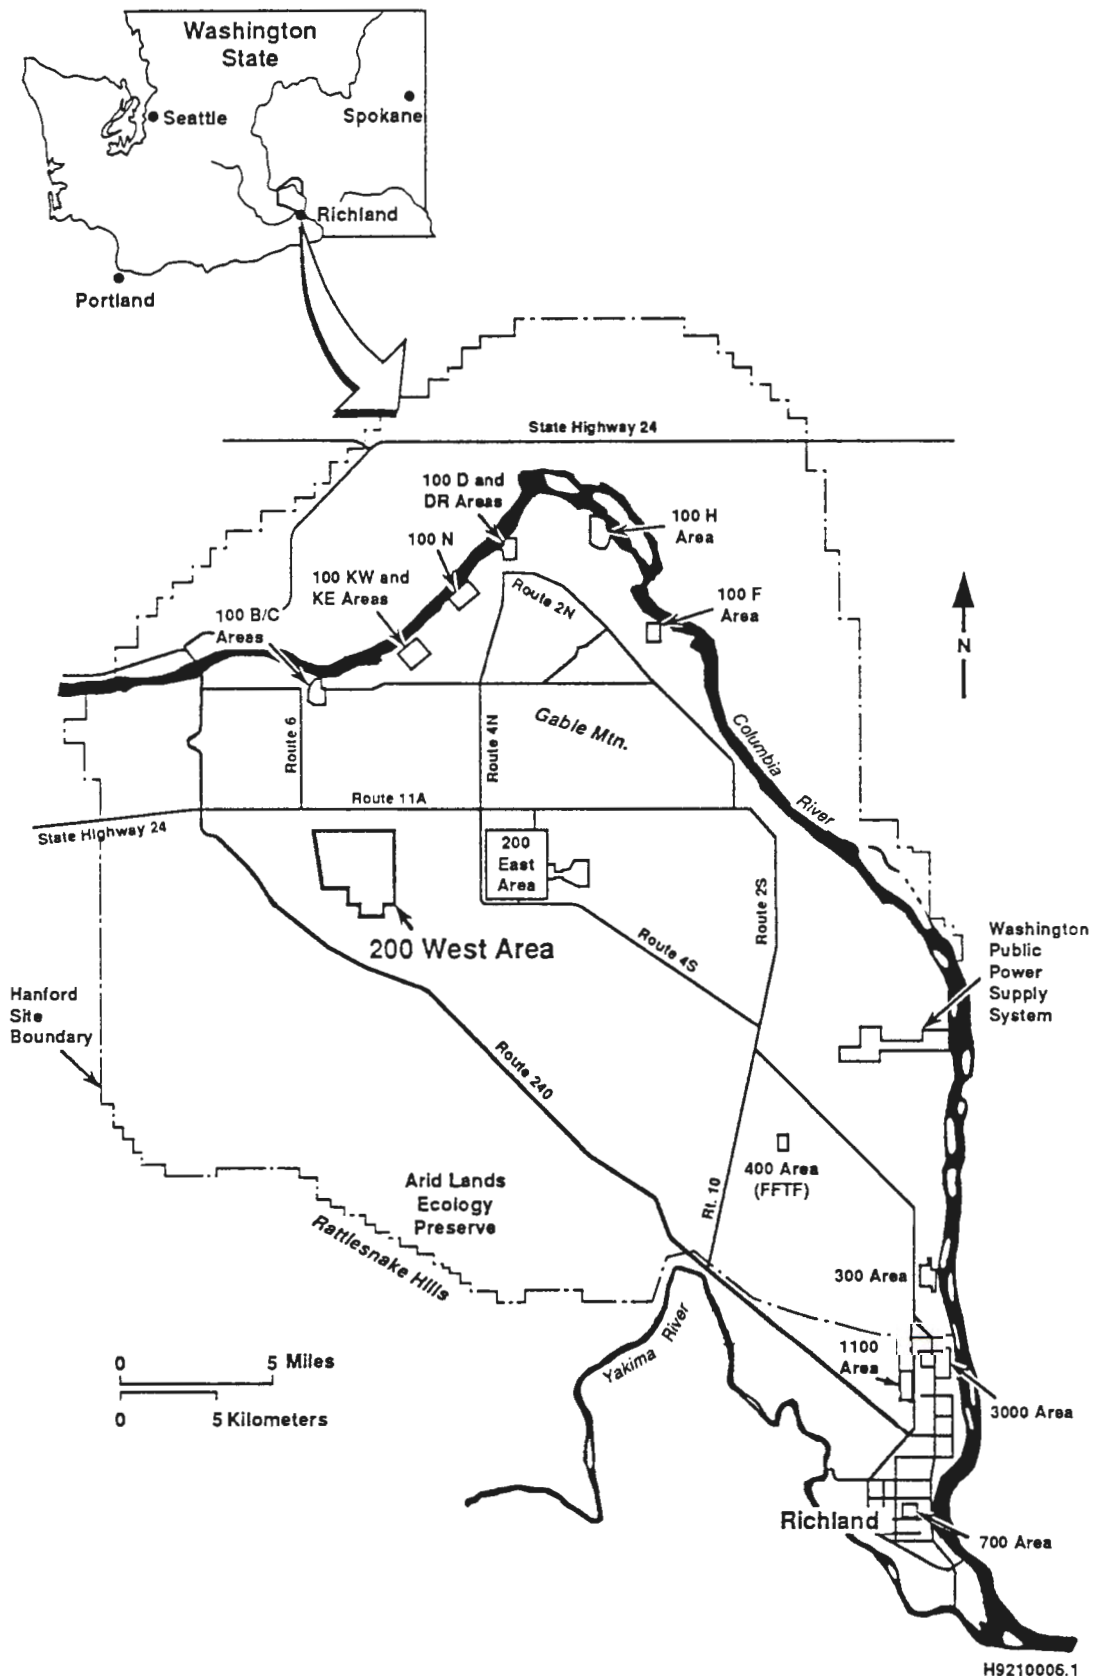 Washington
State
Seattle
Spokane
Richland
Portland
State Highway 24
100 D and
DR Areas
100 H
Area
100 N
100 KW and
KE Areas
Route 2N
100 F
Area
100 B/C
Areas
N
Route 6
Route 4N
Gable Mtn.
Columbia
River
Route 11A
State Highway 24
200
East
Area
Route 2S
200 West Area
Route 4S
Washington
Public
Power
Supply
System
Hanford
Site
Boundary
Route 240
400 Area
(FFTF)
Arid Lands
Ecology
Preserve
Rt. 10
Rattlesnake Hills
300 Area
Yakima
River
1100
Area
0 5 Miles
0 5 Kilometers
3000 Area
Richland
700 Area
H9210006.1